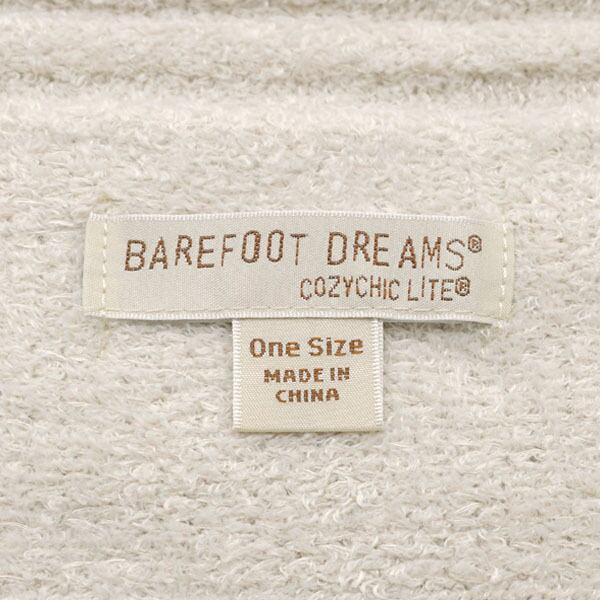 BAREFOOT DREAMS®
COZYCHIC LiTE®
One Size
MADE IN
CHINA